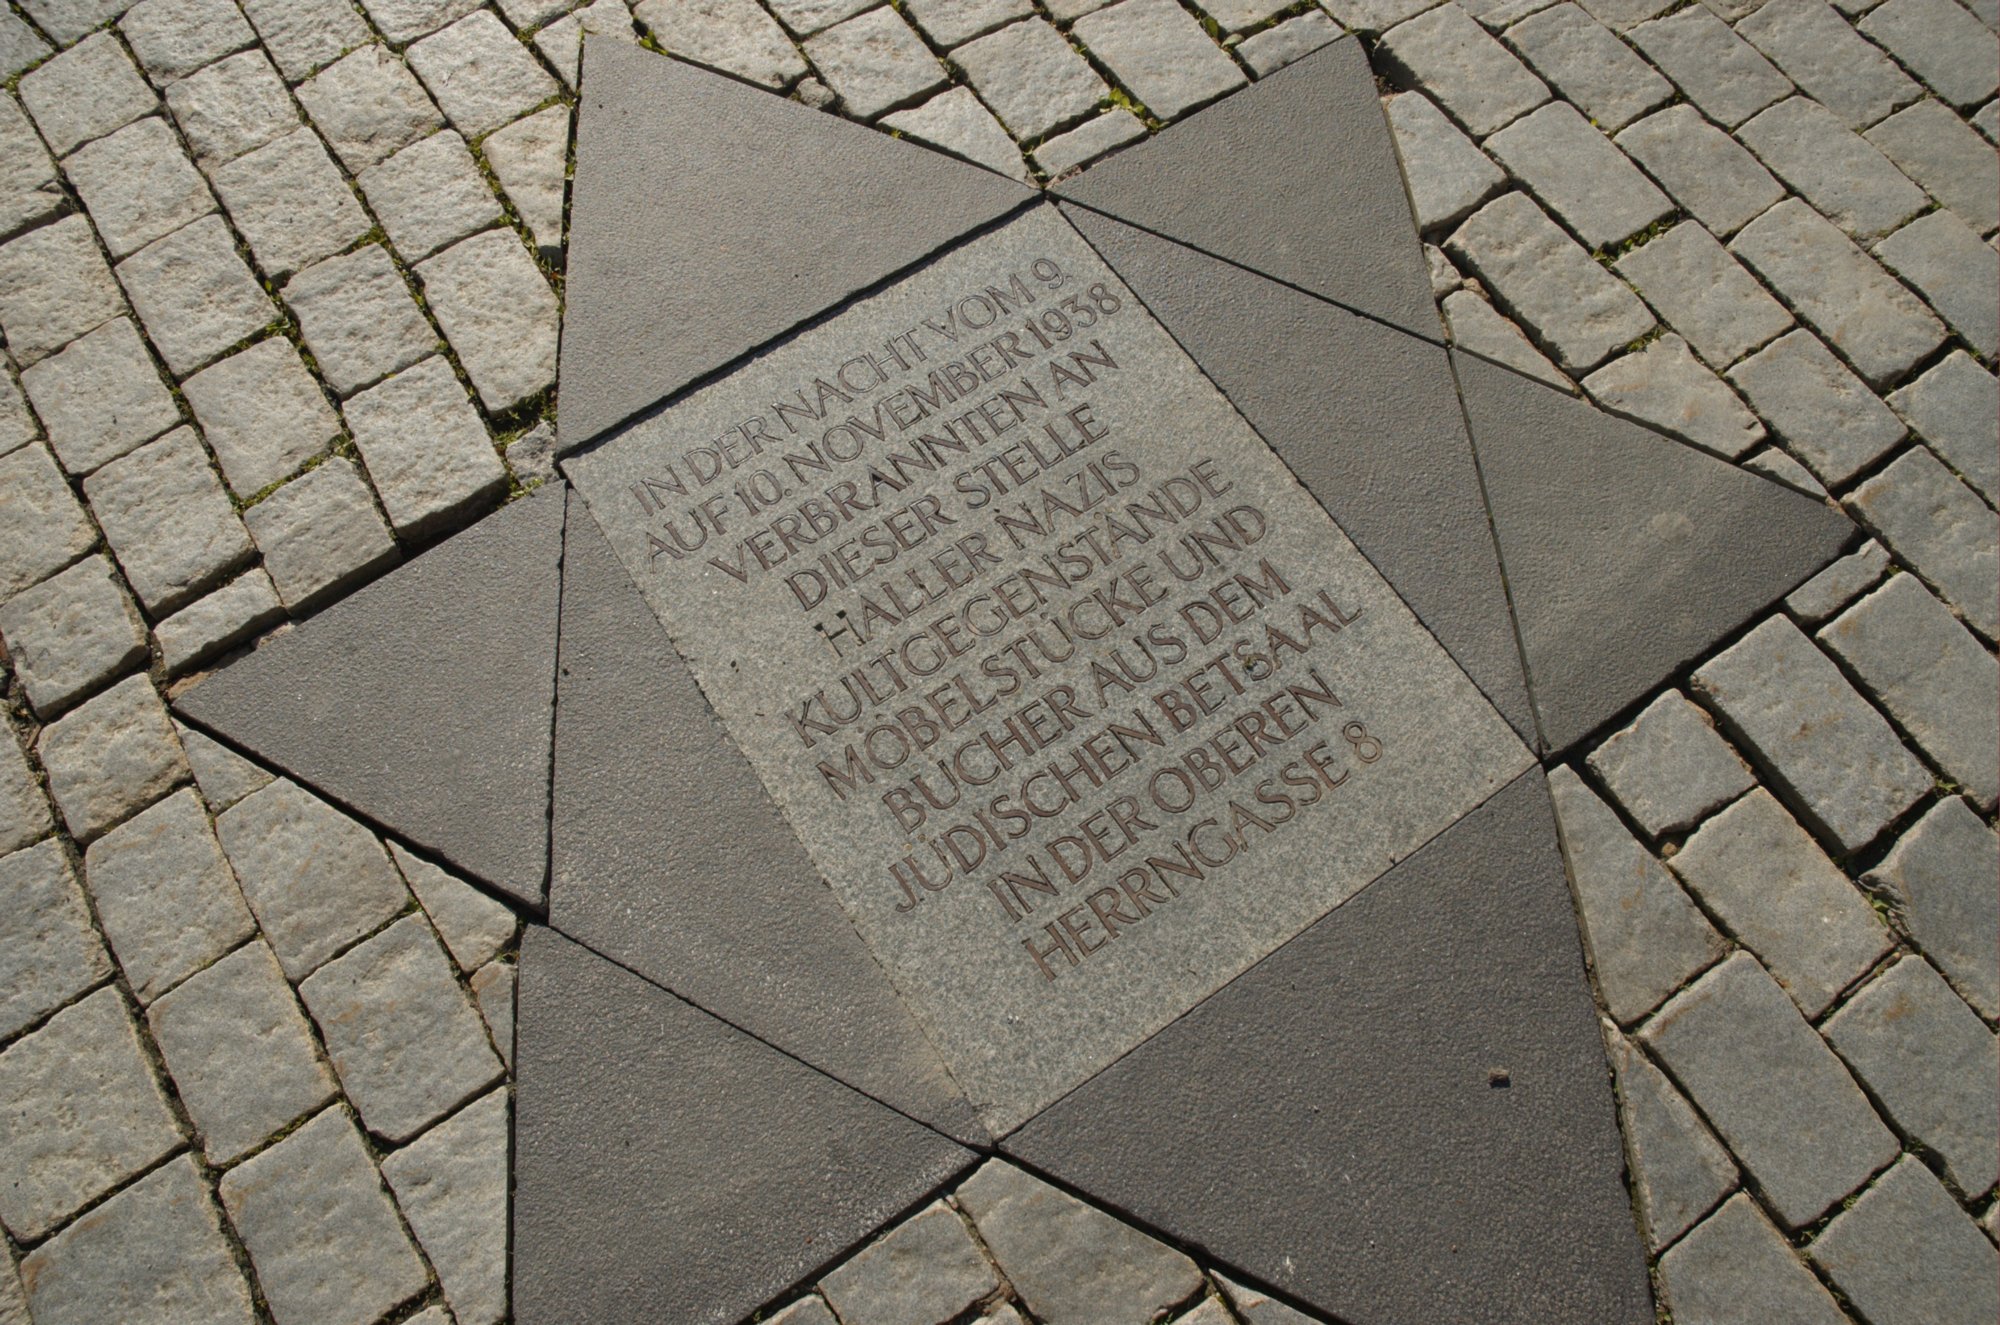 IN DER NACHT VOM 9.
AUF 10. NOVEMBER 1938
VERBRANNTEN AN
DIESER STELLE
HALLER NAZIS
KULTGEGENSTÄNDE
MÖBELSTÜCKE UND
BÜCHER AUS DEM
JÜDISCHEN BETSAAL
IN DER OBEREN
HERRNGASSE 8